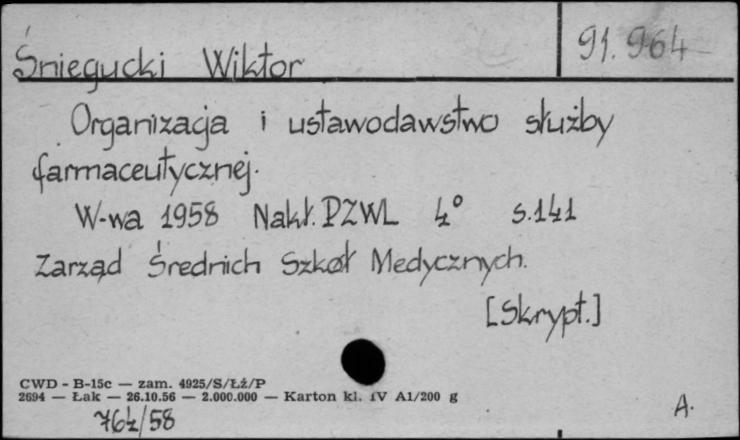 Śniegucki Wiktor
91.964
Organizacja i ustawodawstwo służby
farmaceutycznej.
W-wa 1958 Nakł. PZWL 4° s.141
Zarząd Średnich Szkół Medycznych.
[Skrypt.]
CWD - B-15c — zam. 4925/S/Łż/P
2694 — Łak — 26.10.56 — 2.000.000 — Karton kl. IV A1/200 g
764/58
A.